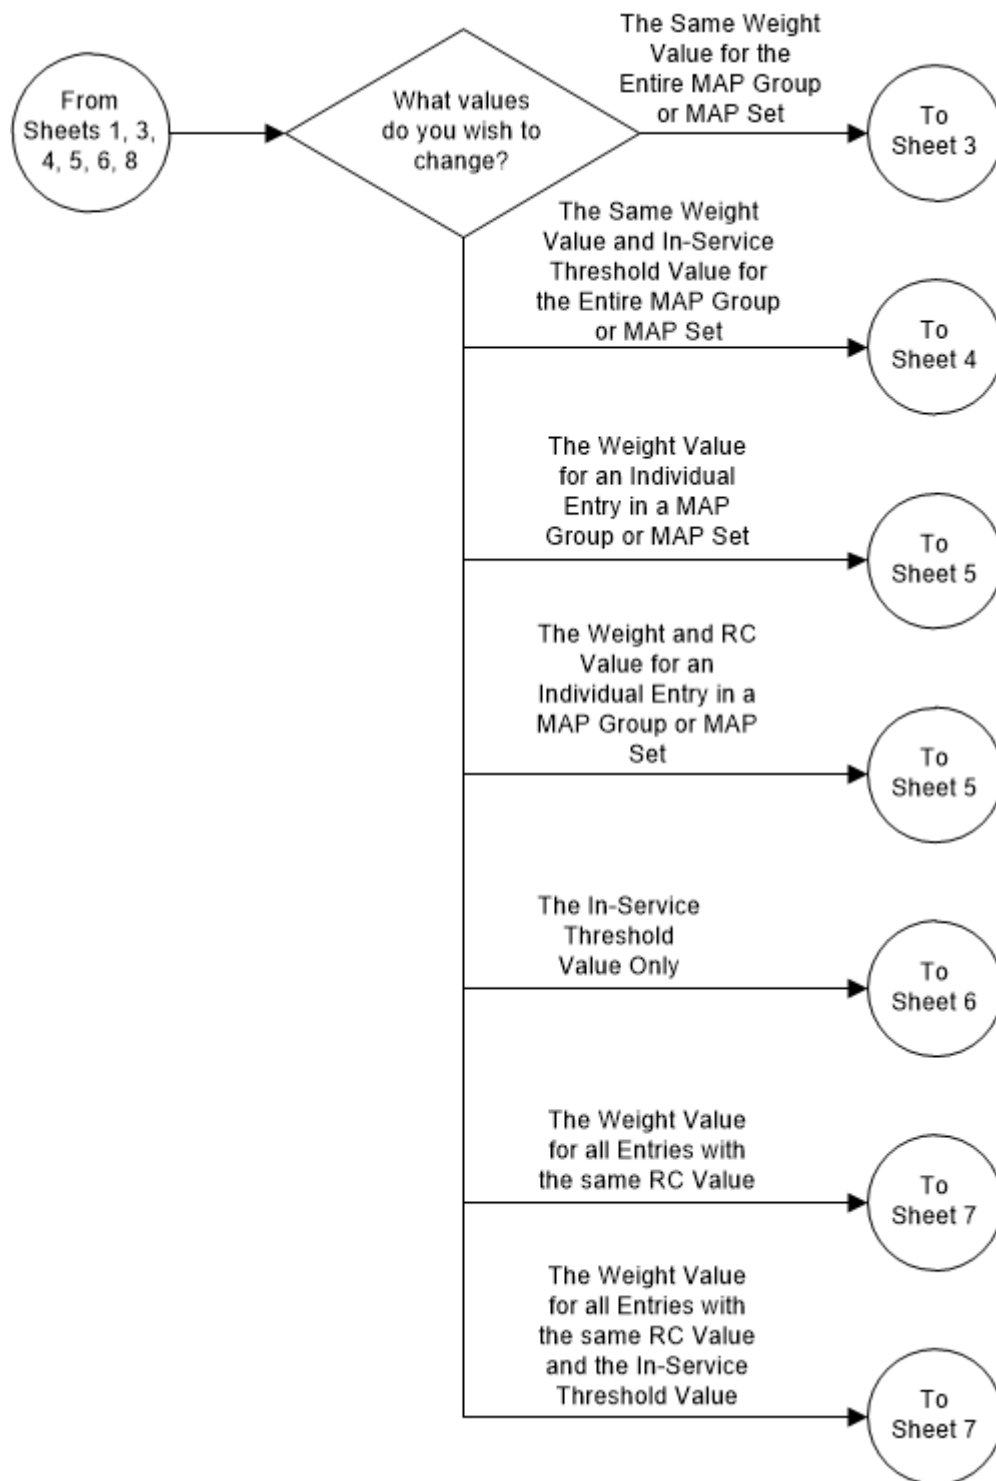 From
Sheets 1, 3,
4, 5, 6, 8
What values
do you wish to
change?
The Same Weight
Value for the
Entire MAP Group
or MAP Set
To
Sheet 3
The Same Weight
Value and In-Service
Threshold Value for
the Entire MAP Group
or MAP Set
To
Sheet 4
The Weight Value
for an Individual
Entry in a MAP
Group or MAP Set
To
Sheet 5
The Weight and RC
Value for an
Individual Entry in a
MAP Group or MAP
Set
To
Sheet 5
The In-Service
Threshold
Value Only
To
Sheet 6
The Weight Value
for all Entries with
the same RC Value
To
Sheet 7
The Weight Value
for all Entries with
the same RC Value
and the In-Service
Threshold Value
To
Sheet 7